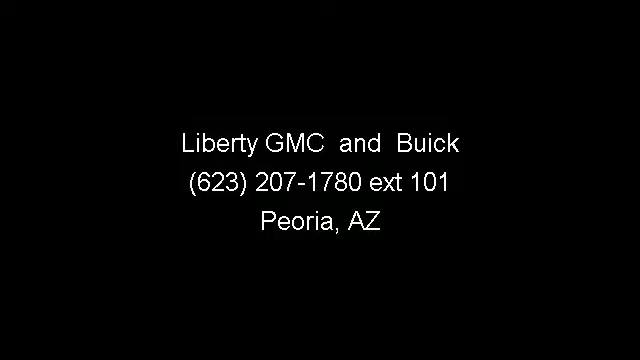 Liberty GMC  and  Buick
(623) 207-1780 ext 101
Peoria, AZ